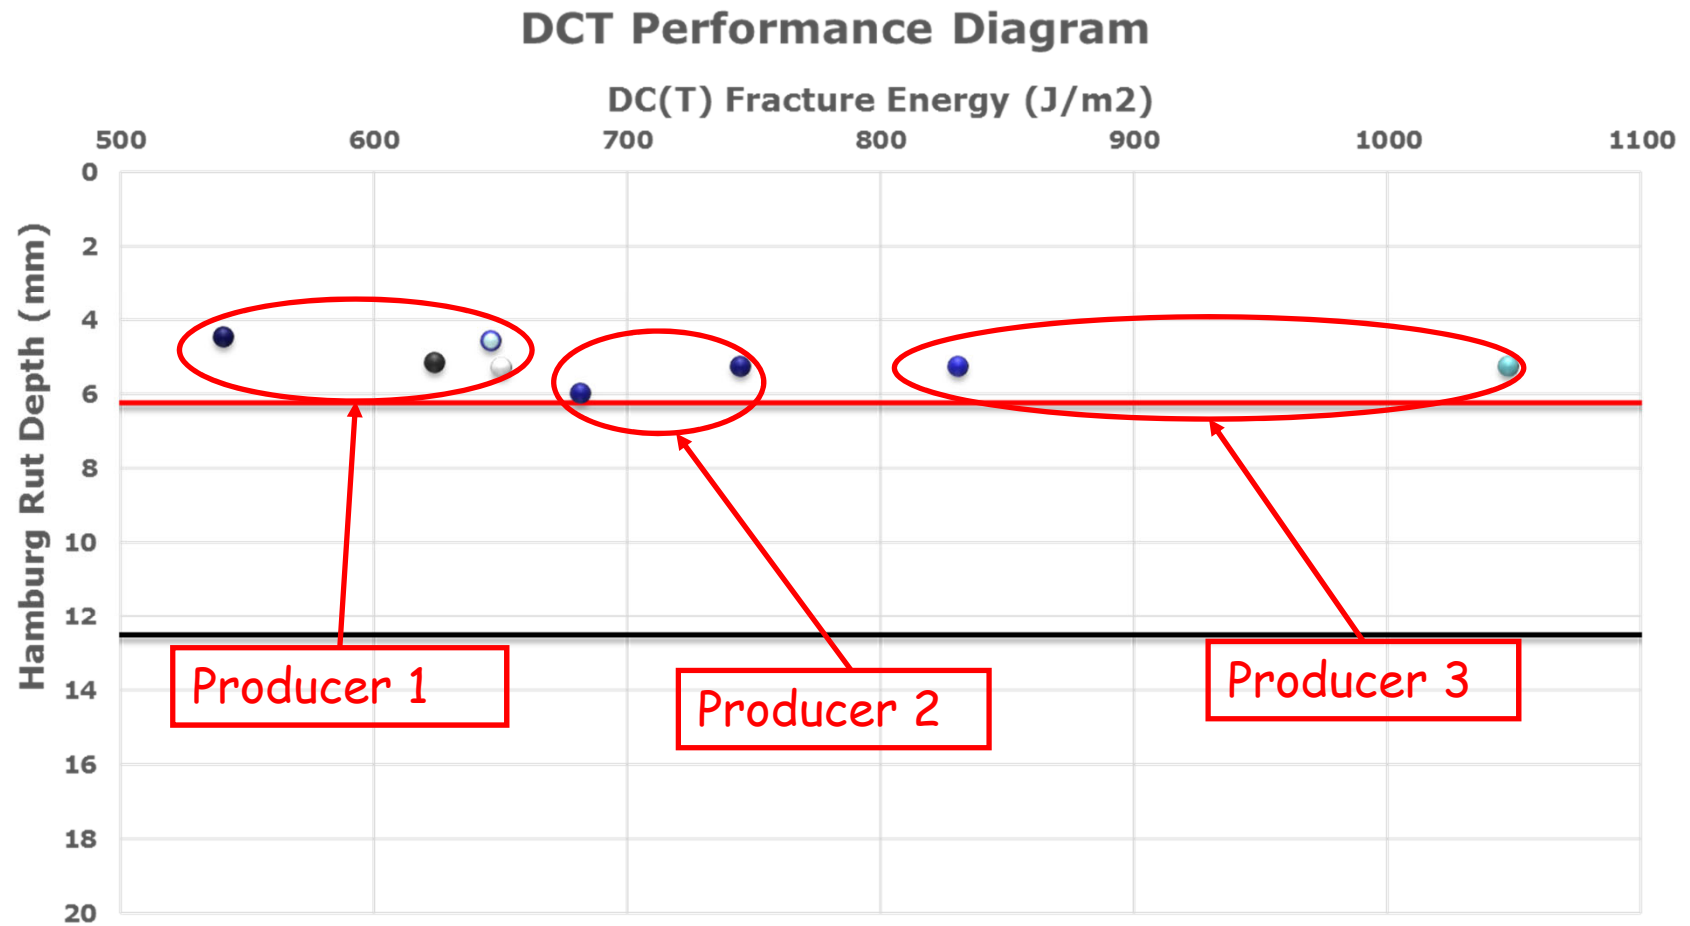 DCT Performance Diagram
DC(T) Fracture Energy (J/m2)
500 600 700 800 900 1000 1100
Hamburg Rut Depth (mm)
0
2
4
6
8
10
12
14
16
18
20
Producer 1
Producer 2
Producer 3